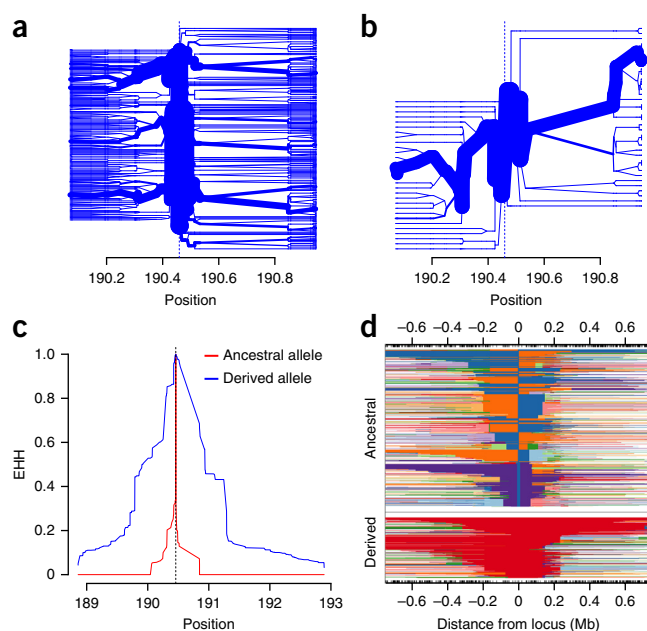 a
190.2 190.4 190.6 190.8
Position
b
190.2 190.4 190.6 190.8
Position
c
Ancestral allele
Derived allele
1.0
0.8
0.6
0.4
0.2
0
EHH
189 190 191 192 193
Position
d
−0.6 −0.4 −0.2 0 0.2 0.4 0.6
Ancestral
Derived
−0.6 −0.4 −0.2 0 0.2 0.4 0.6
Distance from locus (Mb)